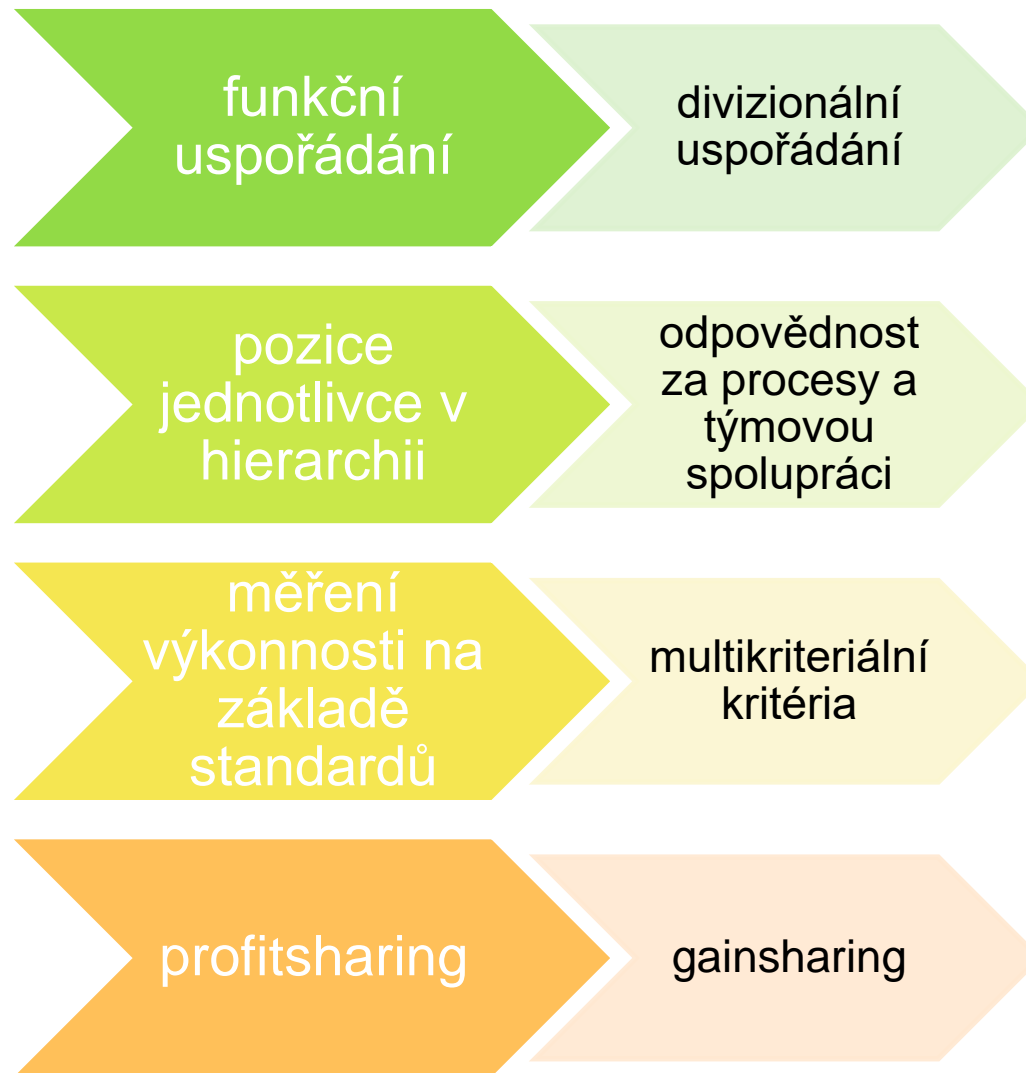 funkční
uspořádání
divizionální
uspořádání
pozice
jednotlivce v
hierarchii
odpovědnost
za procesy a
týmovou
spolupráci
měření
výkonnosti na
základě
standardů
multikriteriální
kritéria
profitsharing
gainsharing